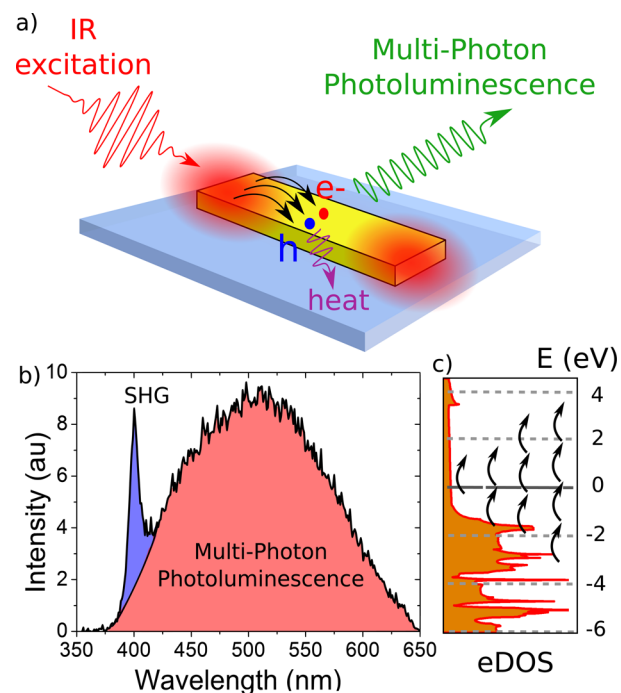 a)
IR
excitation
Multi-Photon
Photoluminescence
e-
h
heat
b)
SHG
Multi-Photon
Photoluminescence
Intensity (au)
10
8
6
4
2
0
350 400 450 500 550 600 650
Wavelength (nm)
c)
E (eV)
4
2
0
-2
-4
-6
eDOS